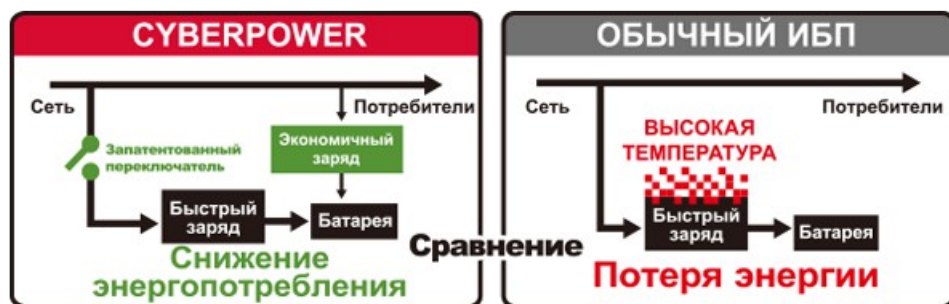 CYBERPOWER
Сеть
Потребители
Запатентованный
переключатель
Экономичный
заряд
Быстрый
заряд
Батарея
Снижение
энергопотребления
Сравнение
ОБЫЧНЫЙ ИБП
Сеть
Потребители
ВЫСОКАЯ
ТЕМПЕРАТУРА
Быстрый
заряд
Батарея
Потеря энергии